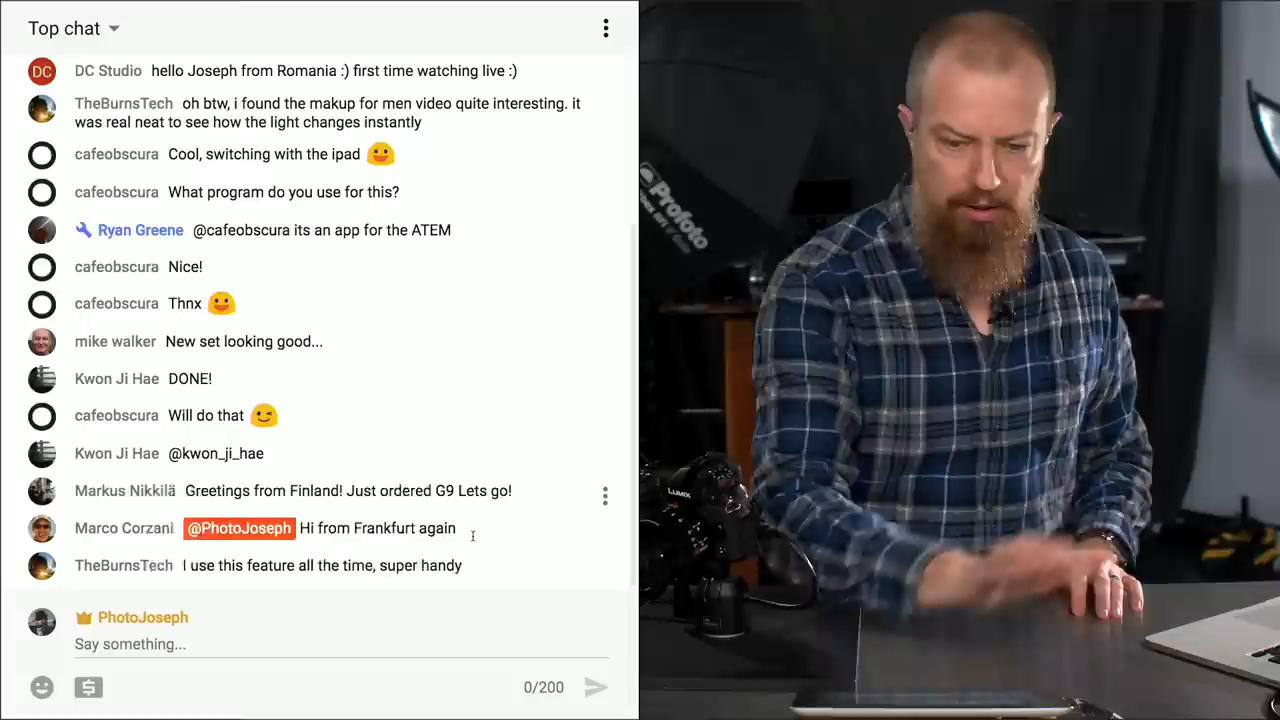 Top chat
DC
DC Studio hello Joseph from Romania :) first time watching live :)
TheBurnsTech oh btw, i found the makup for men video quite interesting. it
was real neat to see how the light changes instantly
cafeobscura Cool, switching with the ipad
cafeobscura What program do you use for this?
Ryan Greene @cafeobscura its an app for the ATEM
cafeobscura Nice!
cafeobscura Thnx
mike walker New set looking good...
Kwon Ji Hae DONE!
cafeobscura Will do that
Kwon Ji Hae @kwon_ji_hae
Markus Nikkilä Greetings from Finland! Just ordered G9 Lets go!
Marco Corzani @PhotoJoseph Hi from Frankfurt again
TheBurnsTech I use this feature all the time, super handy
PhotoJoseph
Say something...
0/200
Profoto
LUMIX